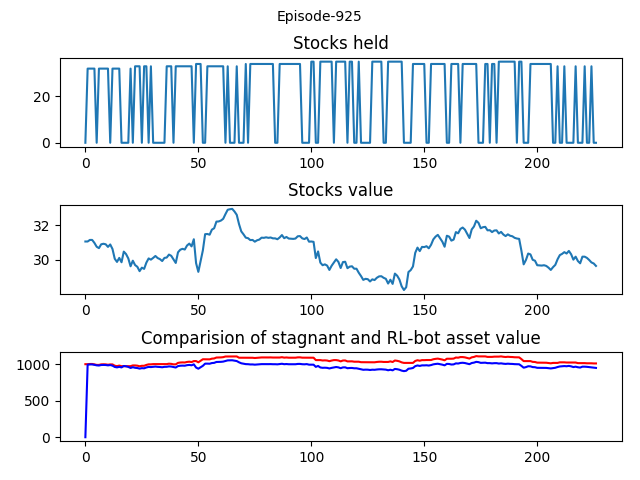 Episode-925
Stocks held
20
0
0 50 100 150 200
Stocks value
32
30
0 50 100 150 200
Comparision of stagnant and RL-bot asset value
1000
500
0
0 50 100 150 200